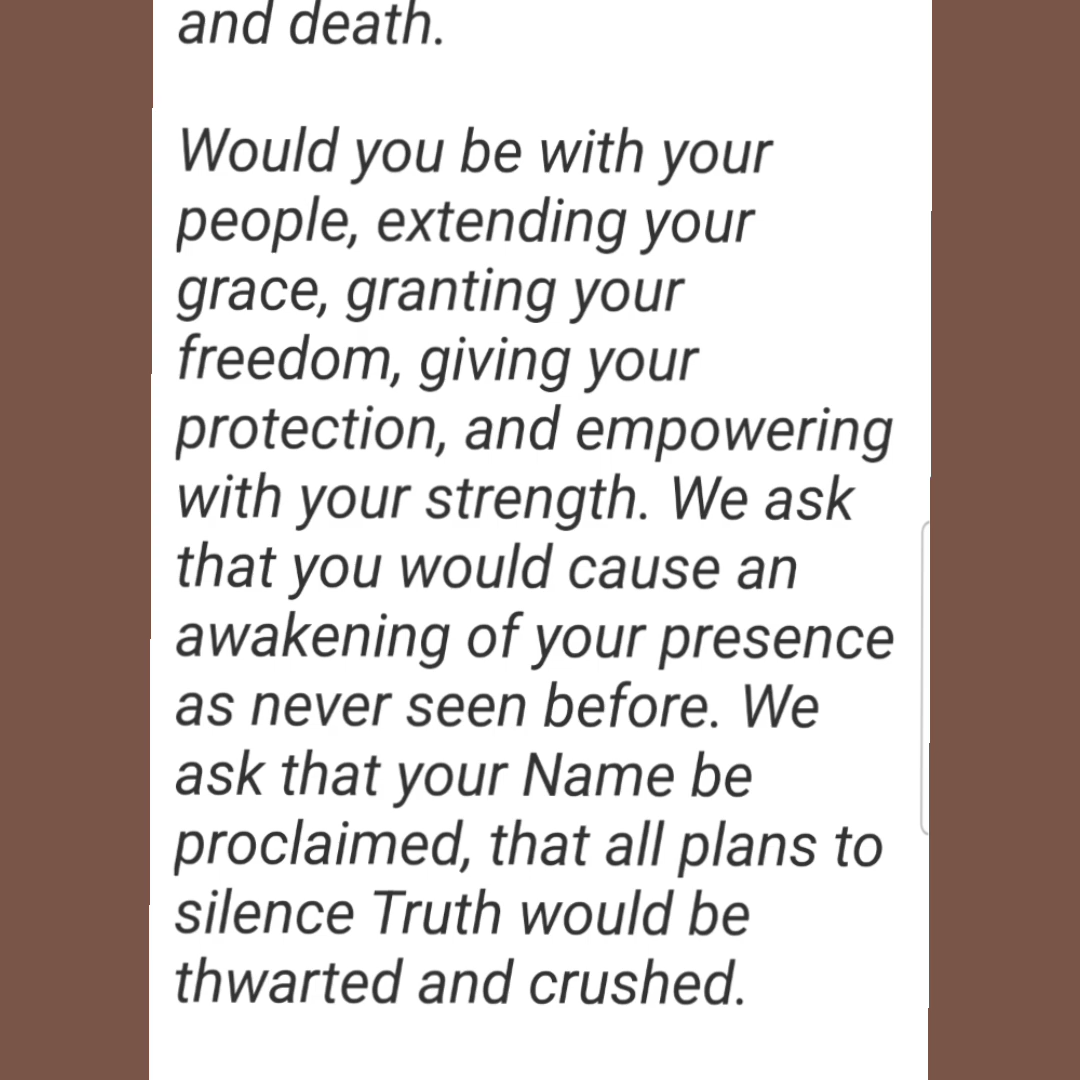 and death.
Would you be with your
people, extending your
grace, granting your
freedom, giving your
protection, and empowering
with your strength. We ask
that you would cause an
awakening of your presence
as never seen before. We
ask that your Name be
proclaimed, that all plans to
silence Truth would be
thwarted and crushed.